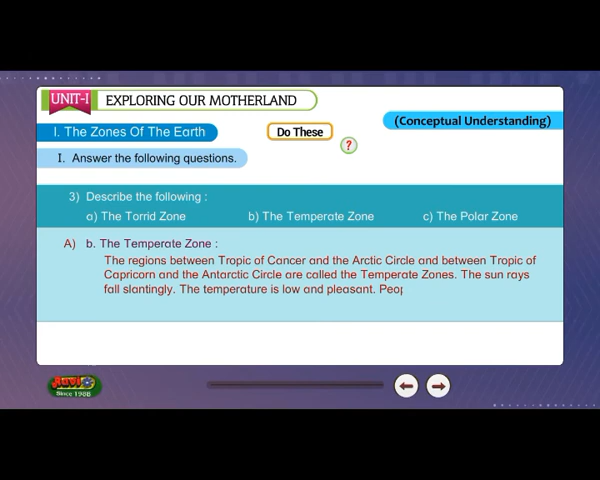 UNIT-I EXPLORING OUR MOTHERLAND
(Conceptual Understanding)
I. The Zones Of The Earth
Do These
?
I. Answer the following questions.
3) Describe the following :
a) The Torrid Zone b) The Temperate Zone c) The Polar Zone
A) b. The Temperate Zone :
The regions between Tropic of Cancer and the Arctic Circle and between Tropic of
Capricorn and the Antarctic Circle are called the Temperate Zones. The sun rays
fall slantingly. The temperature is low and pleasant. Peop
Since 1988